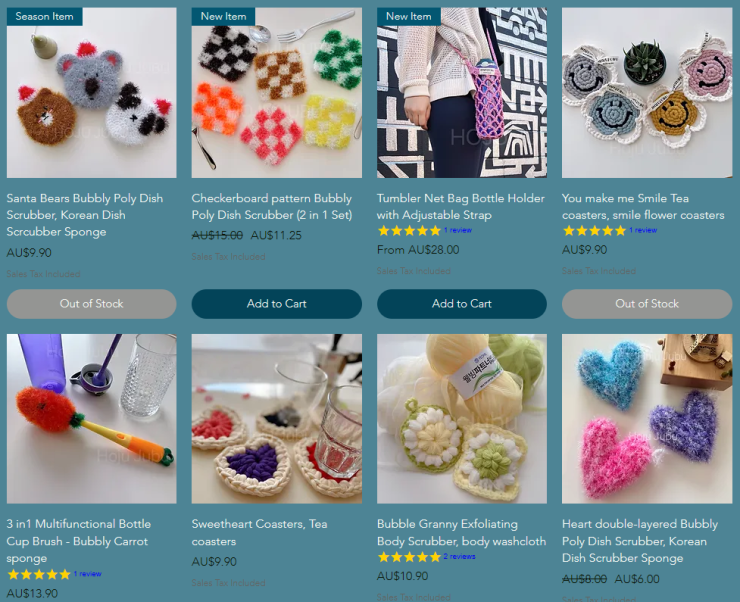 Season Item
New Item
New Item
Santa Bears Bubbly Poly Dish
Scrubber, Korean Dish
Scrcubber Sponge
AU$9.90
Sales Tax Included
Out of Stock
Checkerboard pattern Bubbly
Poly Dish Scrubber (2 in 1 Set)
AU$15.00 AU$11.25
Sales Tax Included
Add to Cart
Tumbler Net Bag Bottle Holder
with Adjustable Strap
1 review
From AU$28.00
Sales Tax Included
Add to Cart
You make me Smile Tea
coasters, smile flower coasters
1 review
AU$9.90
Sales Tax Included
Out of Stock
3 in1 Multifunctional Bottle
Cup Brush - Bubbly Carrot
sponge
1 review
AU$13.90
Sweetheart Coasters, Tea
coasters
AU$9.90
Sales Tax Included
Bubble Granny Exfoliating
Body Scrubber, body washcloth
2 reviews
AU$10.90
Sales Tax Included
Heart double-layered Bubbly
Poly Dish Scrubber, Korean
Dish Scrubber Sponge
AU$8.00 AU$6.00
Sales Tax Included